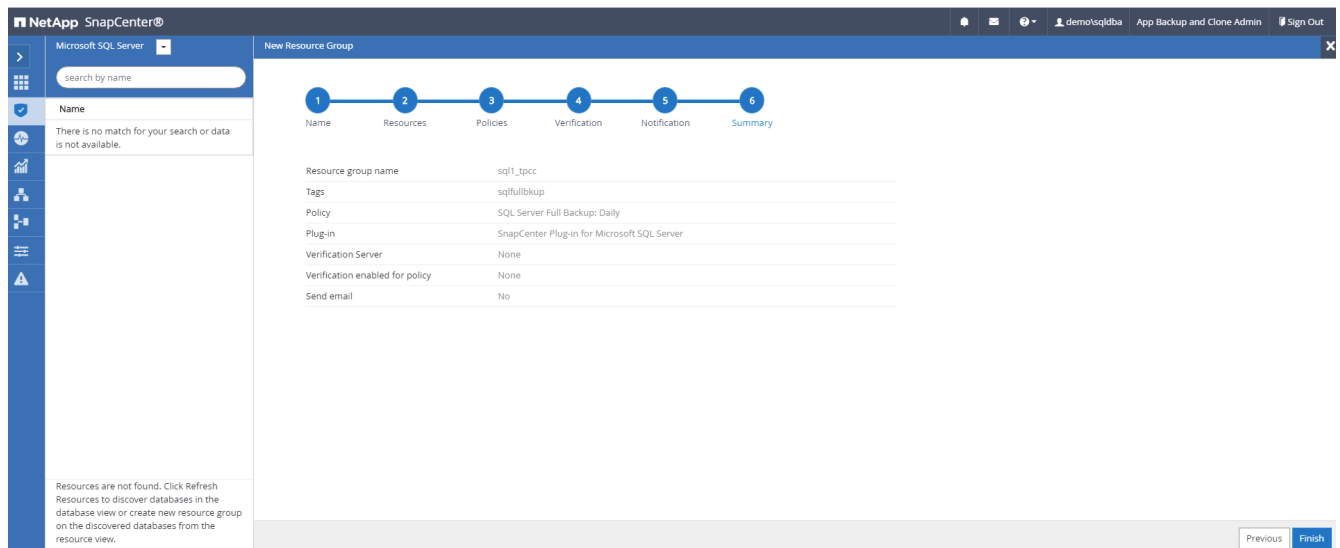 NetApp SnapCenter®
demo\sqldba App Backup and Clone Admin Sign Out
Microsoft SQL Server
New Resource Group
search by name
Name
There is no match for your search or data
is not available.
1 2 3 4 5 6
Name Resources Policies Verification Notification Summary
Resource group name sql1_tpcc
Tags sqlfullbkup
Policy SQL Server Full Backup: Daily
Plug-in SnapCenter Plug-in for Microsoft SQL Server
Verification Server None
Verification enabled for policy None
Send email No
Resources are not found. Click Refresh
Resources to discover databases in the
database view or create new resource group
on the discovered databases from the
resource view.
Previous Finish